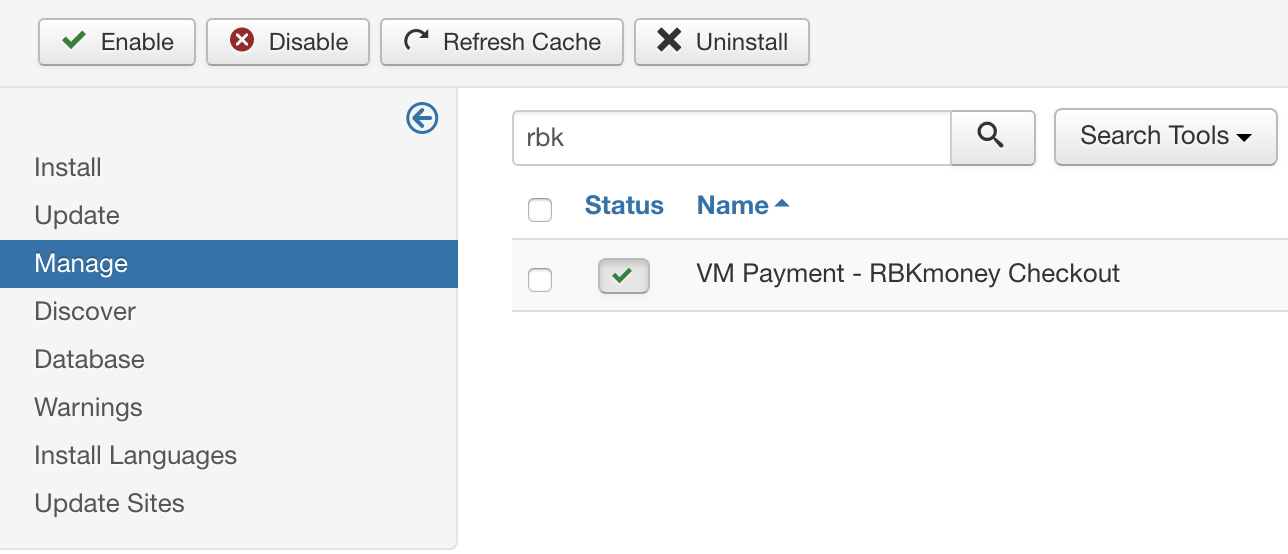 Enable Disable Refresh Cache Uninstall
rbk Search Tools
Install
Update
Manage
Discover
Database
Warnings
Install Languages
Update Sites
Status Name
VM Payment - RBKmoney Checkout